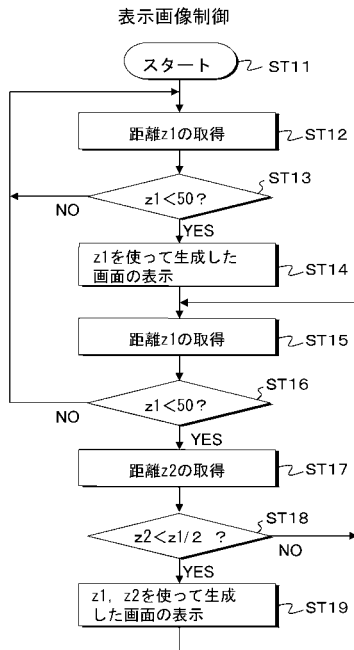 表示画像制御
スタート
ST11
距離z1の取得
ST12
ST13
z1<50?
NO
YES
z1を使って生成した
画面の表示
ST14
距離z1の取得
ST15
ST16
z1<50?
NO
YES
距離z2の取得
ST17
ST18
z2<z1/2 ?
NO
YES
z1, z2を使って生成
した画面の表示
ST19